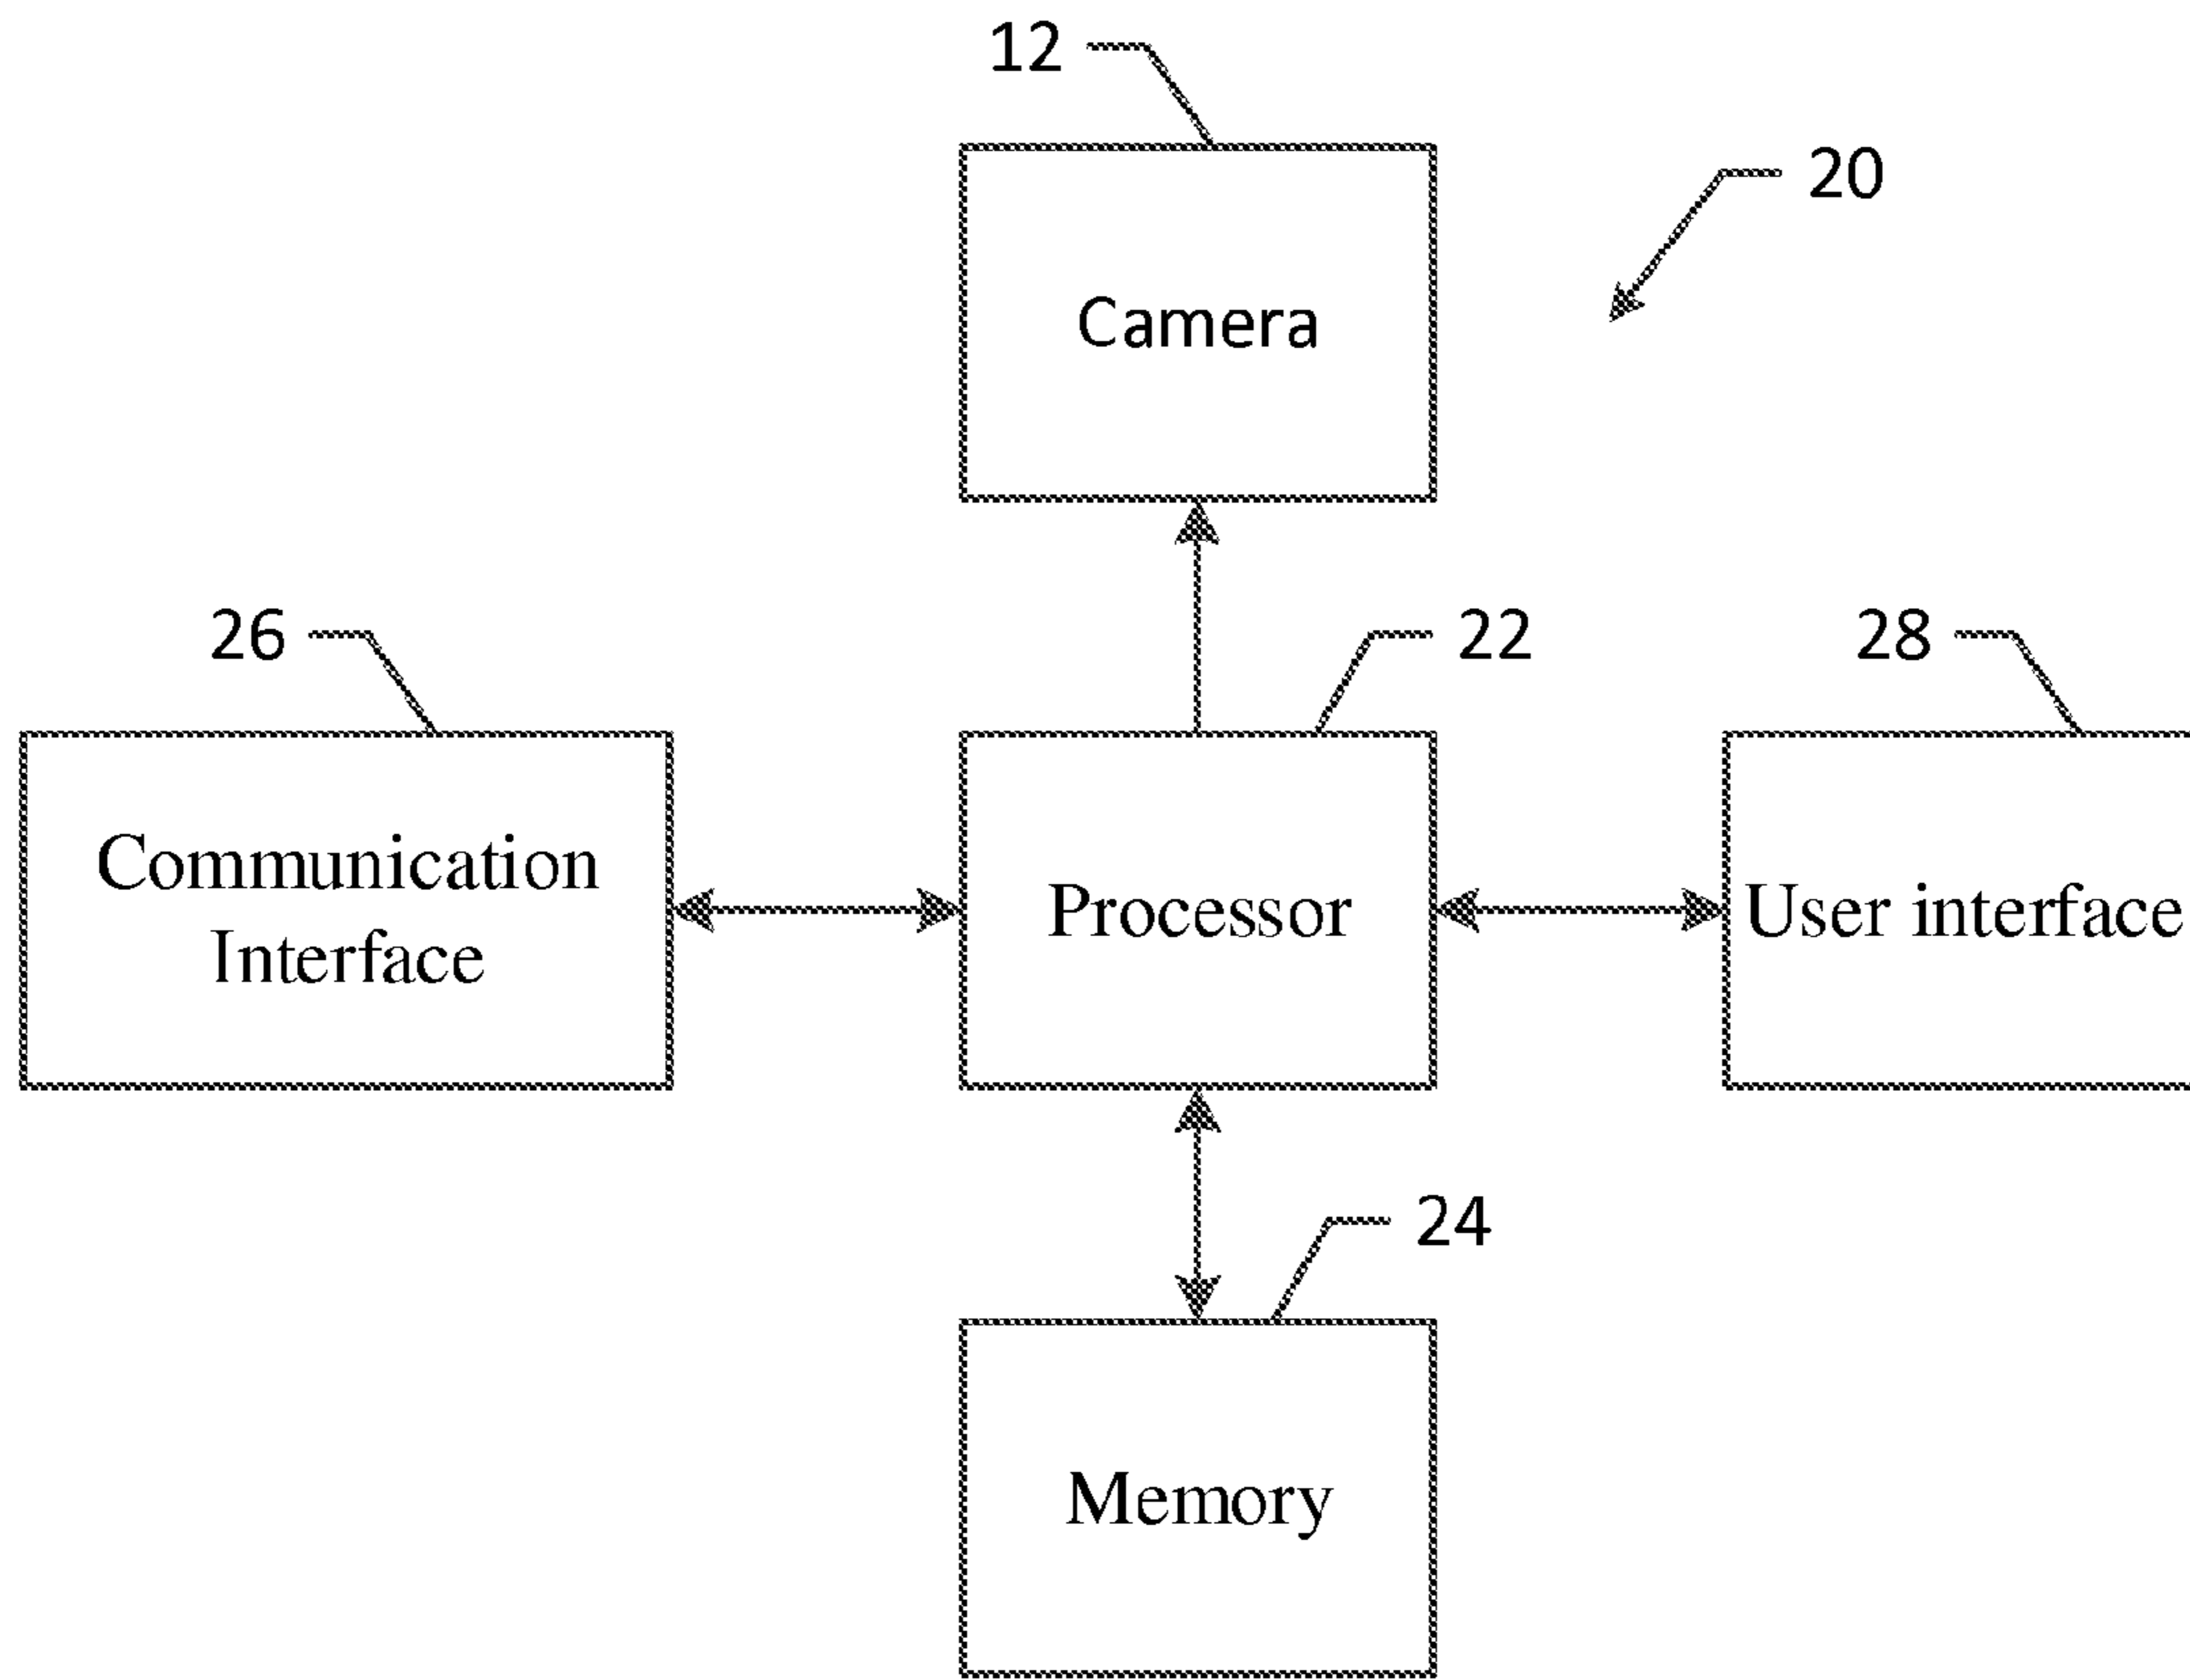 12
20
Camera
26
22
28
Communication
Interface
Processor
User interface
24
Memory